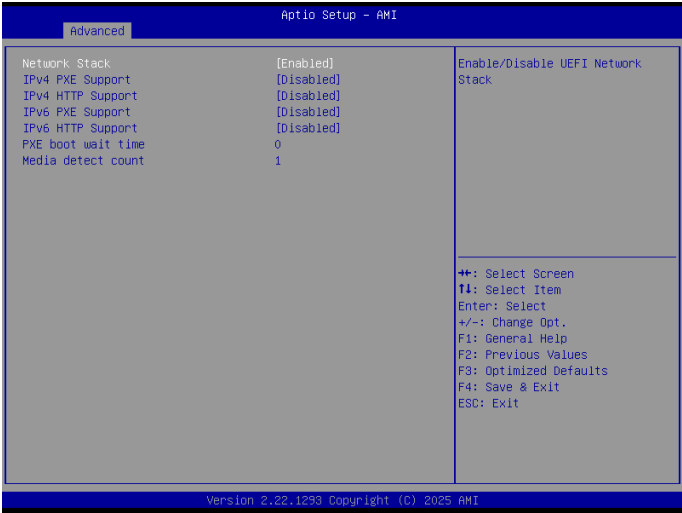 Aptio Setup - AMI
Advanced
Network Stack [Enabled]
IPv4 PXE Support [Disabled]
IPv4 HTTP Support [Disabled]
IPv6 PXE Support [Disabled]
IPv6 HTTP Support [Disabled]
PXE boot wait time 0
Media detect count 1
Enable/Disable UEFI Network
Stack
→←: Select Screen
↑↓: Select Item
Enter: Select
+/-: Change Opt.
F1: General Help
F2: Previous Values
F3: Optimized Defaults
F4: Save & Exit
ESC: Exit
Version 2.22.1293 Copyright (C) 2025 AMI